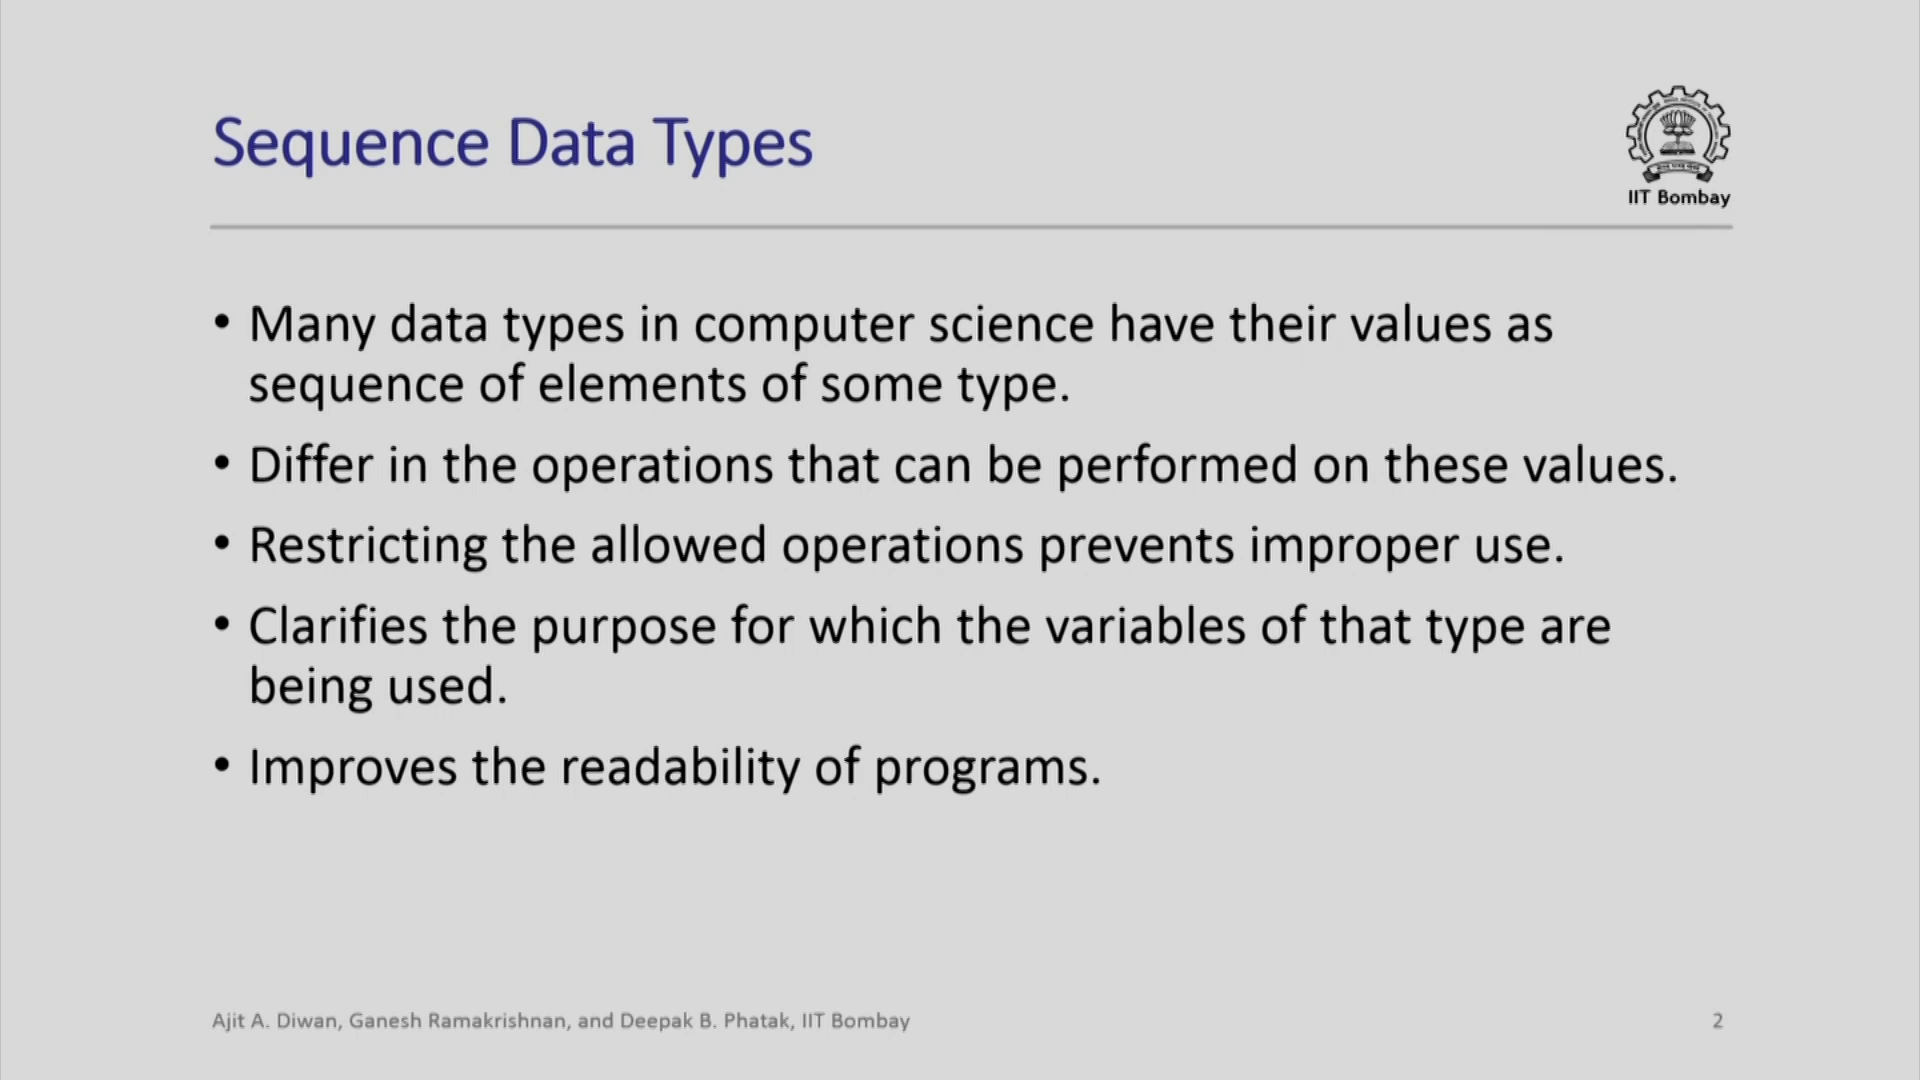 Sequence Data Types
IIT Bombay
• Many data types in computer science have their values as
sequence of elements of some type.
• Differ in the operations that can be performed on these values.
• Restricting the allowed operations prevents improper use.
• Clarifies the purpose for which the variables of that type are
being used.
• Improves the readability of programs.
Ajit A. Diwan, Ganesh Ramakrishnan, and Deepak B. Phatak, IIT Bombay
2